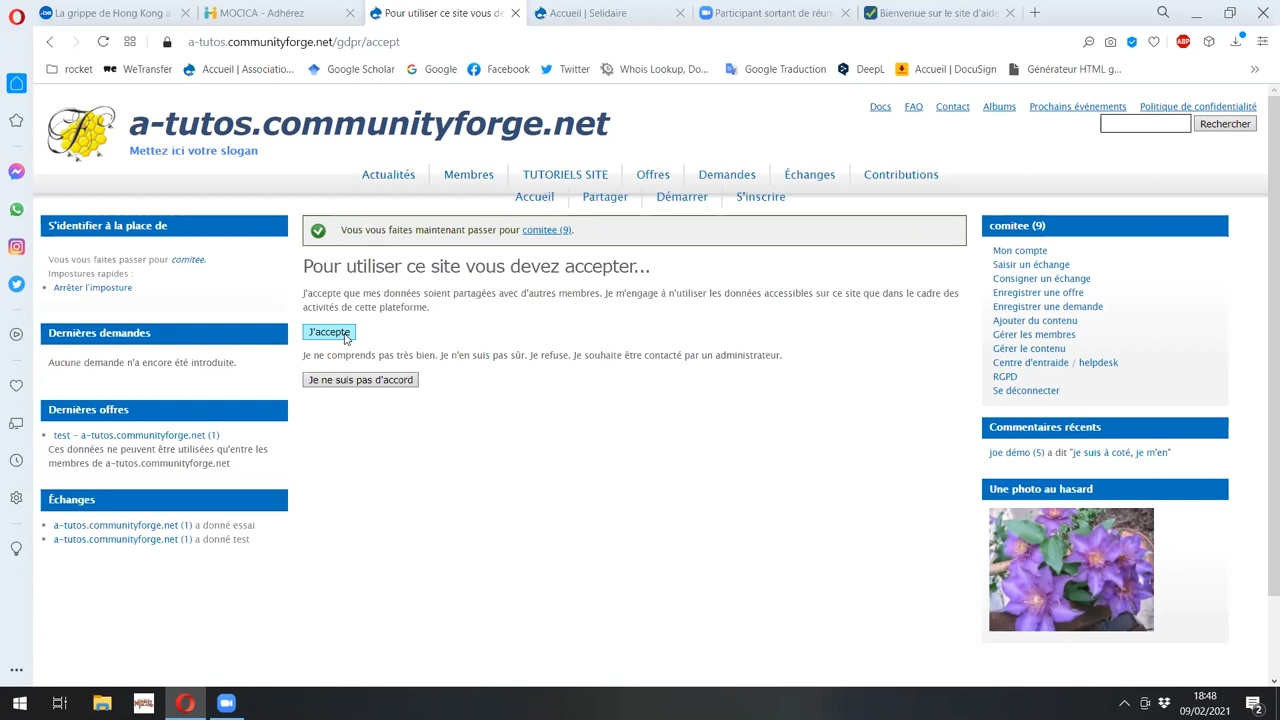 La grippe de Hong Kong a
MOCICA - Adhérez
Pour utiliser ce site vous de
Accueil | Selidaire
Participant sortant de réun
Bienvenue sur le site d'aide
a-tutos.communityforge.net/gdpr/accept
rocket
WeTransfer
Accueil | Associatio...
Google Scholar
Google
Facebook
Twitter
Whois Lookup, Do...
Google Traduction
DeepL
Accueil | DocuSign
Générateur HTML g...
a-tutos.communityforge.net
Mettez ici votre slogan
Docs FAQ Contact Albums Prochains événements Politique de confidentialité
Rechercher
Actualités Membres TUTORIELS SITE Offres Demandes Échanges Contributions
Accueil Partager Démarrer S'inscrire
S'identifier à la place de
Vous vous faites passer pour comitee.
Impostures rapides :
Arrêter l'imposture
Dernières demandes
Aucune demande n'a encore été introduite.
Dernières offres
test - a-tutos.communityforge.net (1)
Ces données ne peuvent être utilisées qu'entre les
membres de a-tutos.communityforge.net
Échanges
a-tutos.communityforge.net (1) a donné essai
a-tutos.communityforge.net (1) a donné test
Vous vous faites maintenant passer pour comitee (9).
Pour utiliser ce site vous devez accepter...
J'accepte que mes données soient partagées avec d'autres membres. Je m'engage à n'utiliser les données accessibles sur ce site que dans le cadre des
activités de cette plateforme.
J'accepte
Je ne comprends pas très bien. Je n'en suis pas sûr. Je refuse. Je souhaite être contacté par un administrateur.
Je ne suis pas d'accord
comitee (9)
Mon compte
Saisir un échange
Consigner un échange
Enregistrer une offre
Enregistrer une demande
Ajouter du contenu
Gérer les membres
Gérer le contenu
Centre d'entraide / helpdesk
RGPD
Se déconnecter
Commentaires récents
joe démo (5) a dit "je suis à coté, je m'en"
Une photo au hasard
18:48
09/02/2021
2